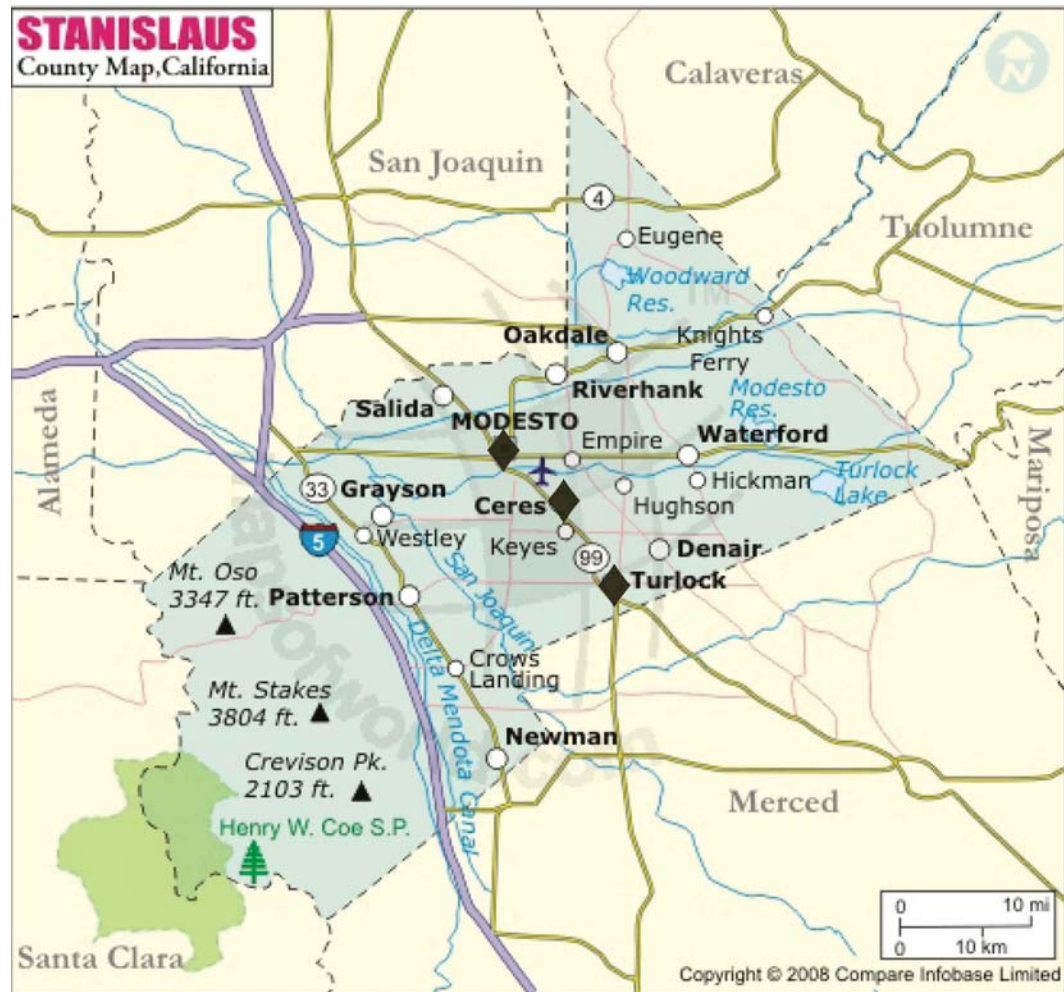 STANISLAUS
County Map,California
N
Calaveras
San Joaquin
4
Tuolumne
Eugene
Woodward
Res.
TM
Oakdale
Knights
Ferry
Riverhank
Salida
Modesto
Res.
MODESTO
Empire
Waterford
Alameda
Mariposa
33
Grayson
Hickman
Turlock
Lake
Ceres
Hughson
5
Westley
Keyes
99
Denair
Mt. Oso
3347 ft.
Patterson
San Joaquin
Turlock
Delta Mendota Canal
Crows
Landing
Mt. Stakes
3804 ft.
Newman
Crevison Pk.
2103 ft.
Merced
Henry W. Coe S.P.
mapsofworld.com
0 10 mi
0 10 km
Santa Clara
Copyright © 2008 Compare Infobase Limited